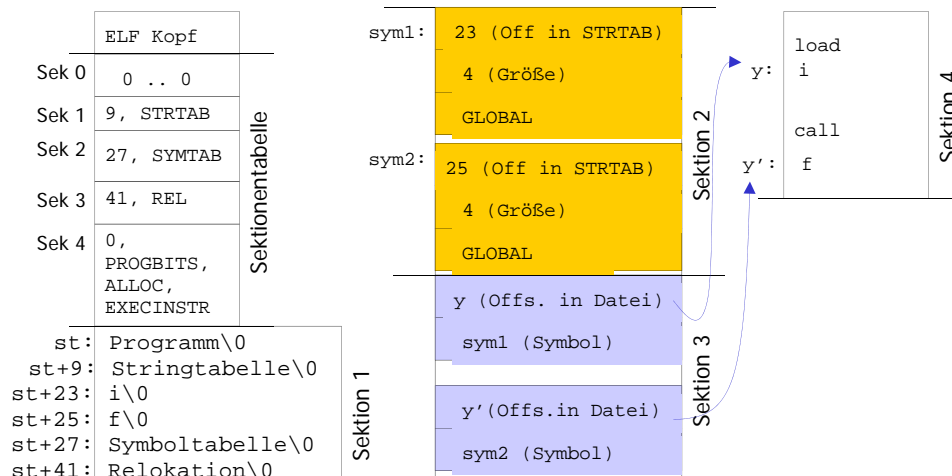 ELF Kopf
Sek 0
0 .. 0
Sek 1
9, STRTAB
Sek 2
27, SYMTAB
Sek 3
41, REL
Sek 4
0,
PROGBITS,
ALLOC,
EXECINSTR
Sektionentabelle
st: Programm\0
st+9: Stringtabelle\0
st+23: i\0
st+25: f\0
st+27: Symboltabelle\0
st+41: Relokation\0
Sektion 1
sym1: 23 (Off in STRTAB)
4 (Größe)
GLOBAL
sym2: 25 (Off in STRTAB)
4 (Größe)
GLOBAL
Sektion 2
y (Offs. in Datei)
sym1 (Symbol)
y’(Offs.in Datei)
sym2 (Symbol)
Sektion 3
load
y: i
call
y’: f
Sektion 4